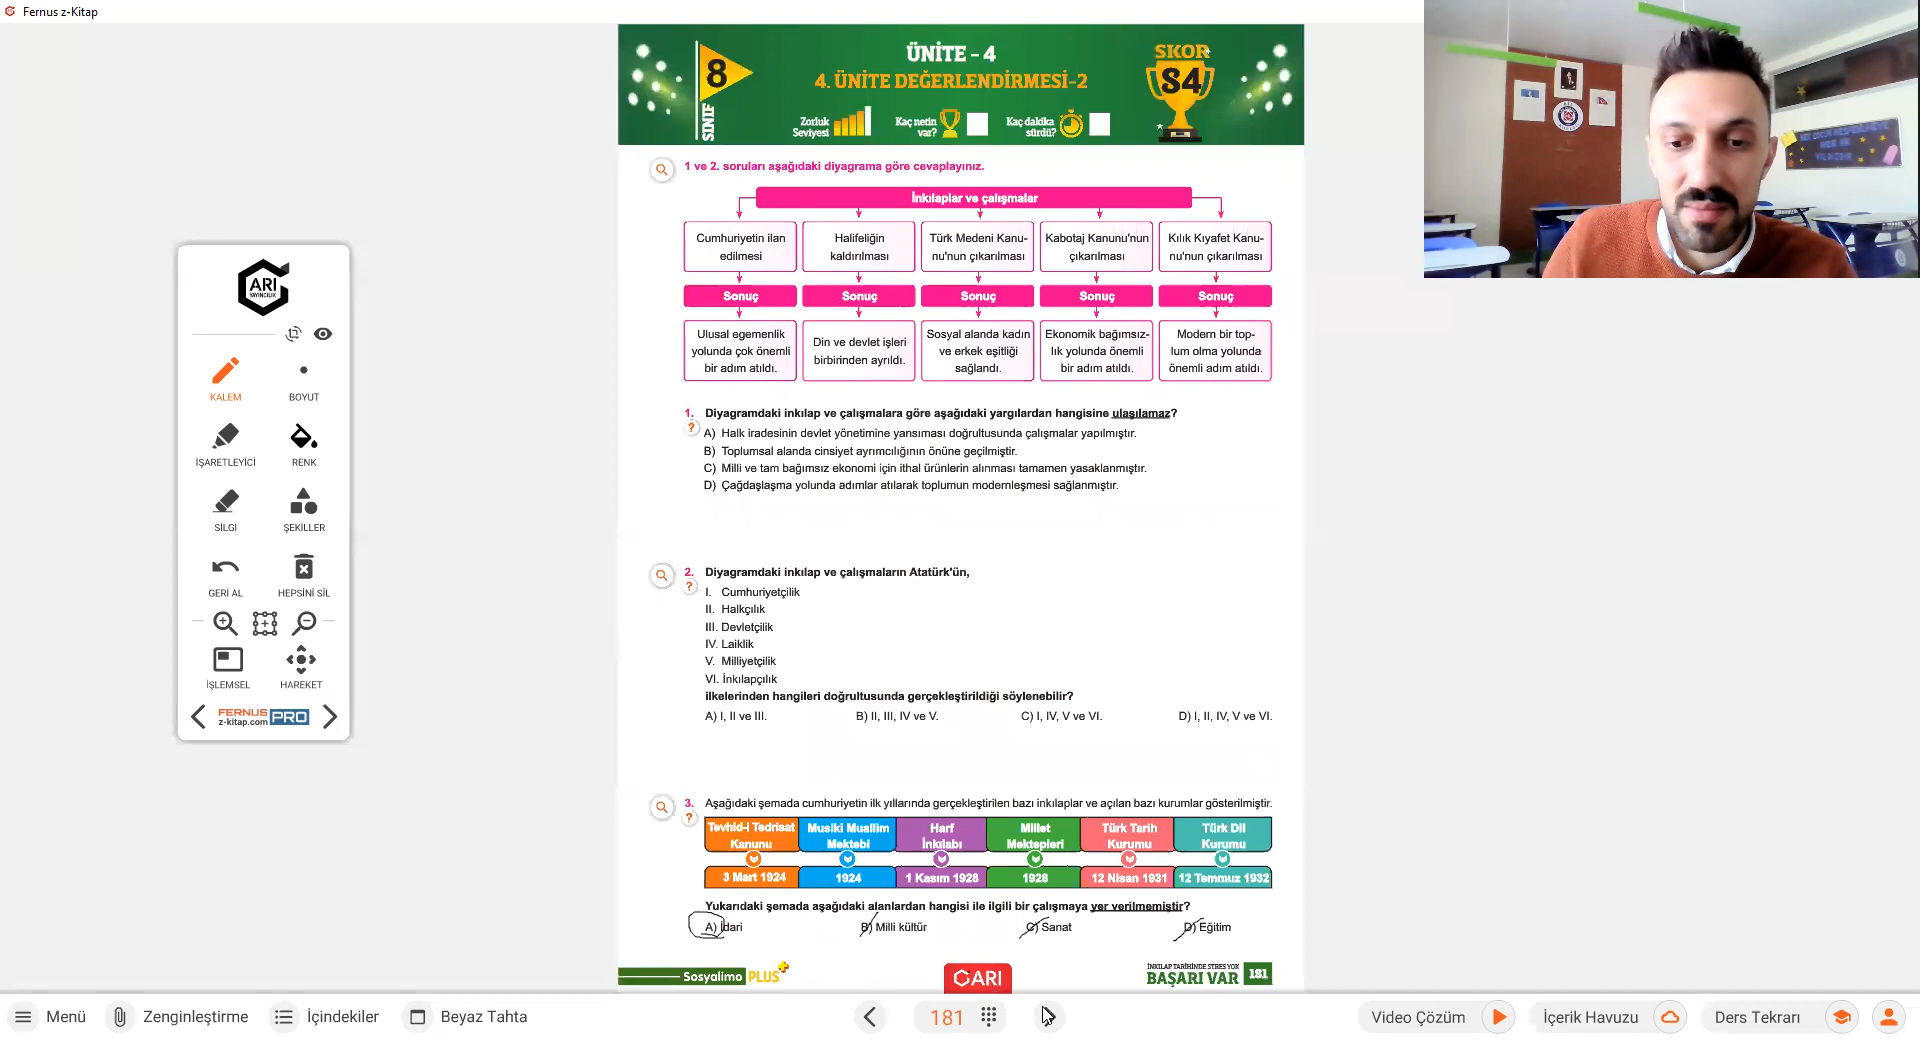 Fernus z-Kitap
8
SINIF
ÜNİTE - 4
4. ÜNİTE DEĞERLENDİRMESİ-2
Zorluk Seviyesi
Kaç netin var?
Kaç dakika sürdü?
SKOR
84
1 ve 2. soruları aşağıdaki diyagrama göre cevaplayınız.
İnkılaplar ve çalışmalar
Cumhuriyetin ilan edilmesi
Halifeliğin kaldırılması
Türk Medeni Kanu-nu'nun çıkarılması
Kabotaj Kanunu'nun çıkarılması
Kılık Kıyafet Kanu-nu'nun çıkarılması
Sonuç
Sonuç
Sonuç
Sonuç
Sonuç
Ulusal egemenlik yolunda çok önemli bir adım atıldı.
Din ve devlet işleri birbirinden ayrıldı.
Sosyal alanda kadın ve erkek eşitliği sağlandı.
Ekonomik bağımsız-lık yolunda önemli bir adım atıldı.
Modern bir top-lum olma yolunda önemli adım atıldı.
1. Diyagramdaki inkılap ve çalışmalara göre aşağıdaki yargılardan hangisine ulaşılamaz?
A) Halk iradesinin devlet yönetimine yansıması doğrultusunda çalışmalar yapılmıştır.
B) Toplumsal alanda cinsiyet ayrımcılığının önüne geçilmiştir.
C) Milli ve tam bağımsız ekonomi için ithal ürünlerin alınması tamamen yasaklanmıştır.
D) Çağdaşlaşma yolunda adımlar atılarak toplumun modernleşmesi sağlanmıştır.
2. Diyagramdaki inkılap ve çalışmaların Atatürk'ün,
I. Cumhuriyetçilik
II. Halkçılık
III. Devletçilik
IV. Laiklik
V. Milliyetçilik
VI. İnkılapçılık
ilkelerinden hangileri doğrultusunda gerçekleştirildiği söylenebilir?
A) I, II ve III. B) II, III, IV ve V. C) I, IV, V ve VI. D) I, II, IV, V ve VI.
3. Aşağıdaki şemada cumhuriyetin ilk yıllarında gerçekleştirilen bazı inkılaplar ve açılan bazı kurumlar gösterilmiştir.
Tevhid-i Tedrisat Kanunu
Musiki Muallim Mektebi
Harf İnkılabı
Millet Mektepleri
Türk Tarih Kurumu
Türk Dil Kurumu
3 Mart 1924
1924
1 Kasım 1928
1928
12 Nisan 1931
12 Temmuz 1932
Yukarıdaki şemada aşağıdaki alanlardan hangisi ile ilgili bir çalışmaya yer verilmemiştir?
A) İdari B) Milli kültür C) Sanat D) Eğitim
Sosyalimo PLUS
ARI
İNKILAP TARİHİNDE STRES YOK
BAŞARI VAR 181
ARI
YAYINCILIK
KALEM
BOYUT
İŞARETLEYİCİ
RENK
SİLGİ
ŞEKİLLER
GERİ AL
HEPSİNİ SİL
İŞLEMSEL
HAREKET
FERNUS PRO
z-kitap.com
Menü
Zenginleştirme
İçindekiler
Beyaz Tahta
181
Video Çözüm
İçerik Havuzu
Ders Tekrarı